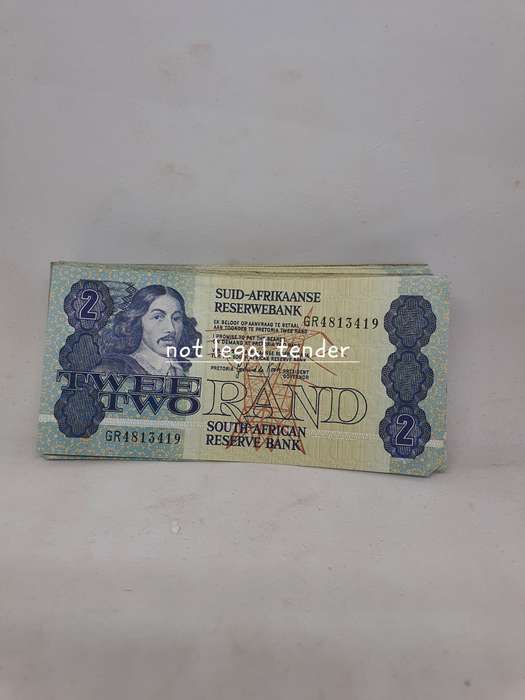 2
SUID-AFRIKAANSE
RESERWEBANK
EK BELOOF OP AANVRAAG TE BETAAL
AAN TOONDER TE PRETORIA TWEE RAND
GR4813419
I PROMISE TO PAY THE BEARER
not legal tender
PRETORIA
PRESIDENT
GOVERNOR
TWEE
TWO
RAND
GR4813419
SOUTH AFRICAN
RESERVE BANK
2